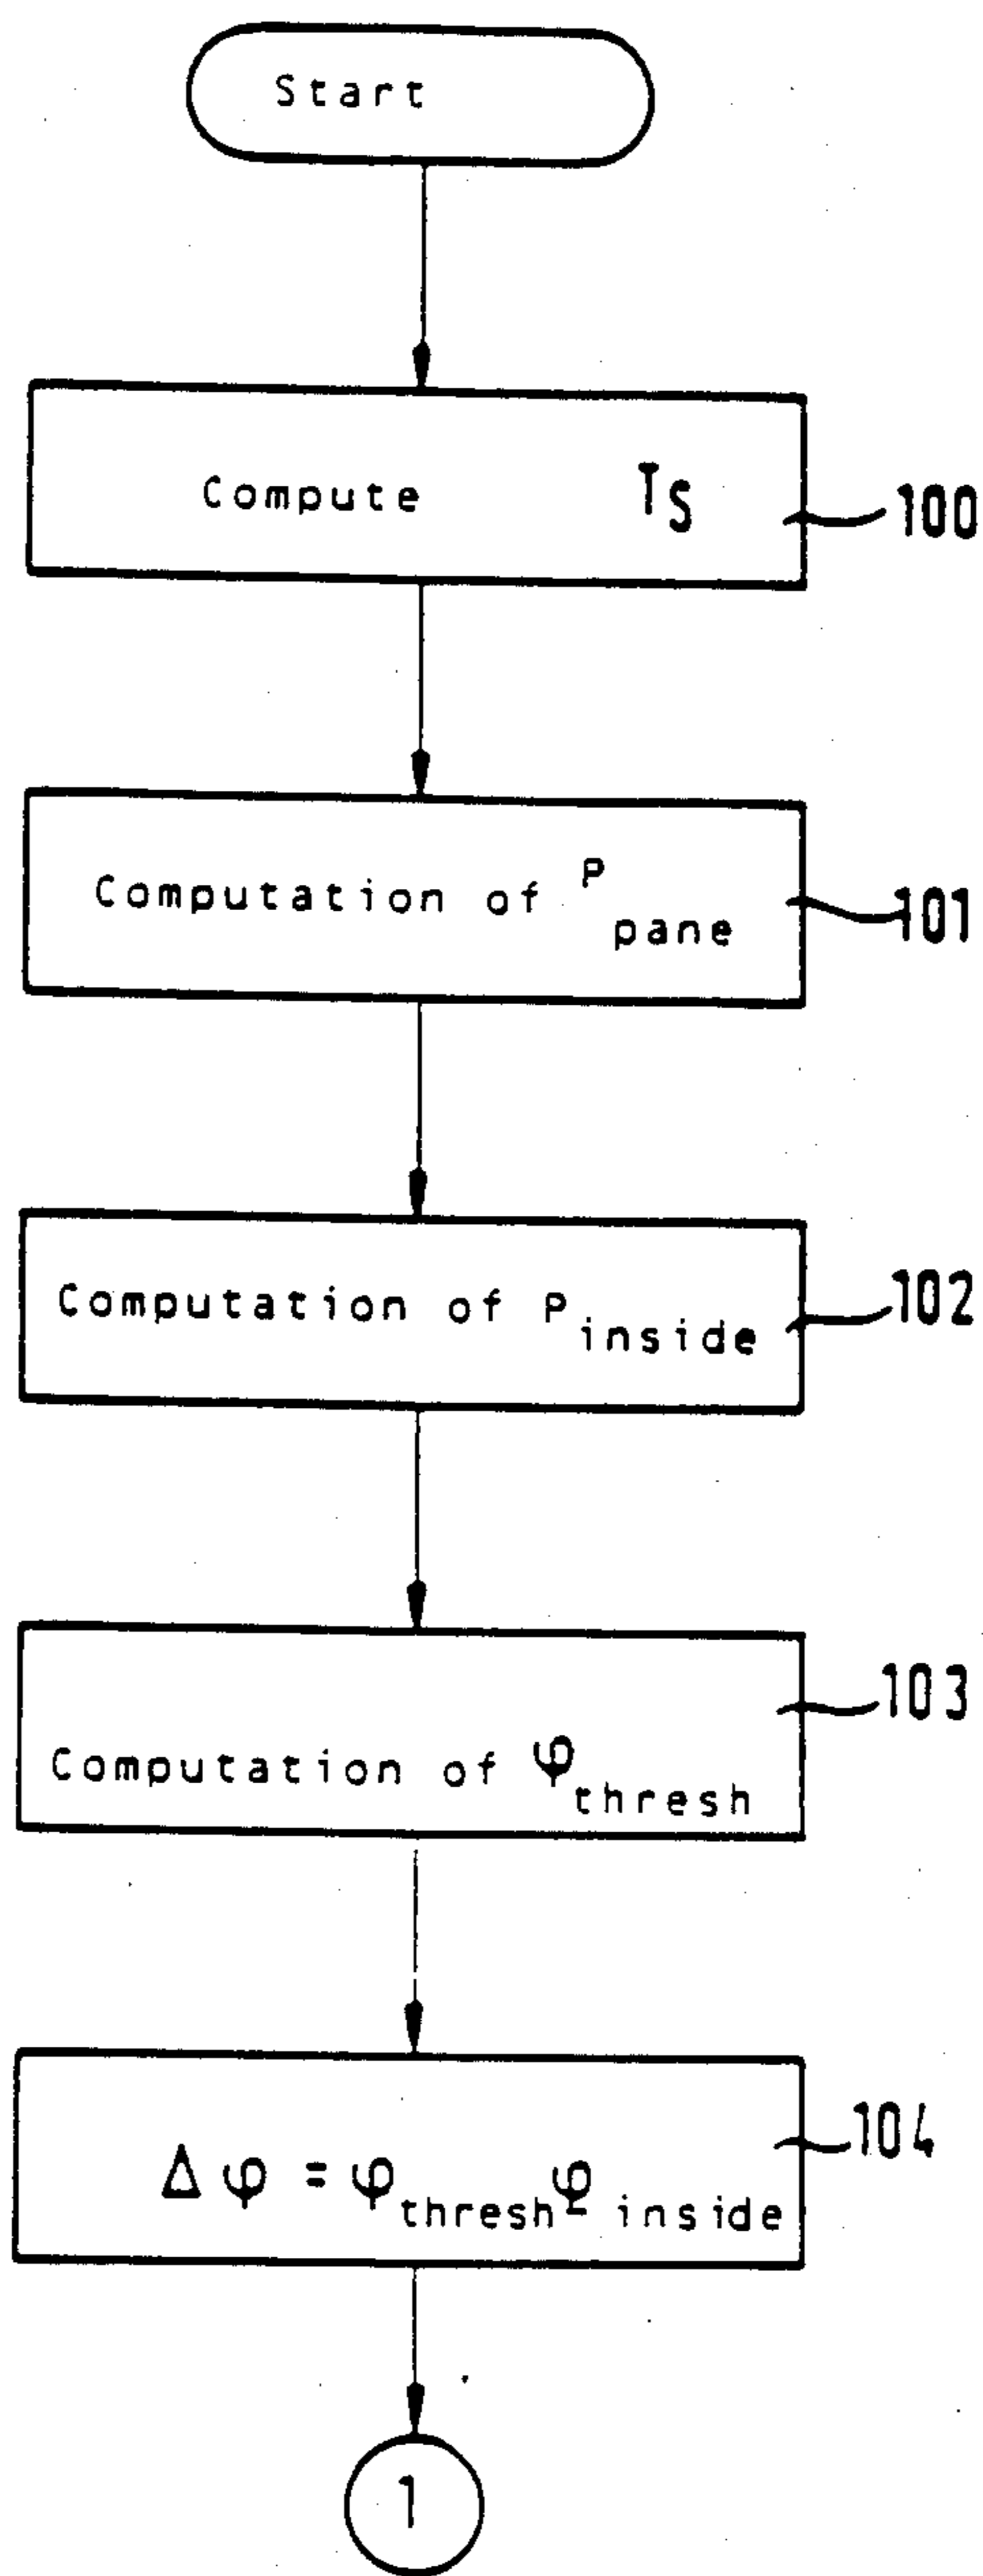 Start
Compute T_S
100
Computation of P_pane
101
Computation of P_inside
102
Computation of φ_thresh
103
Δφ = φ_thresh φ_inside
104
1